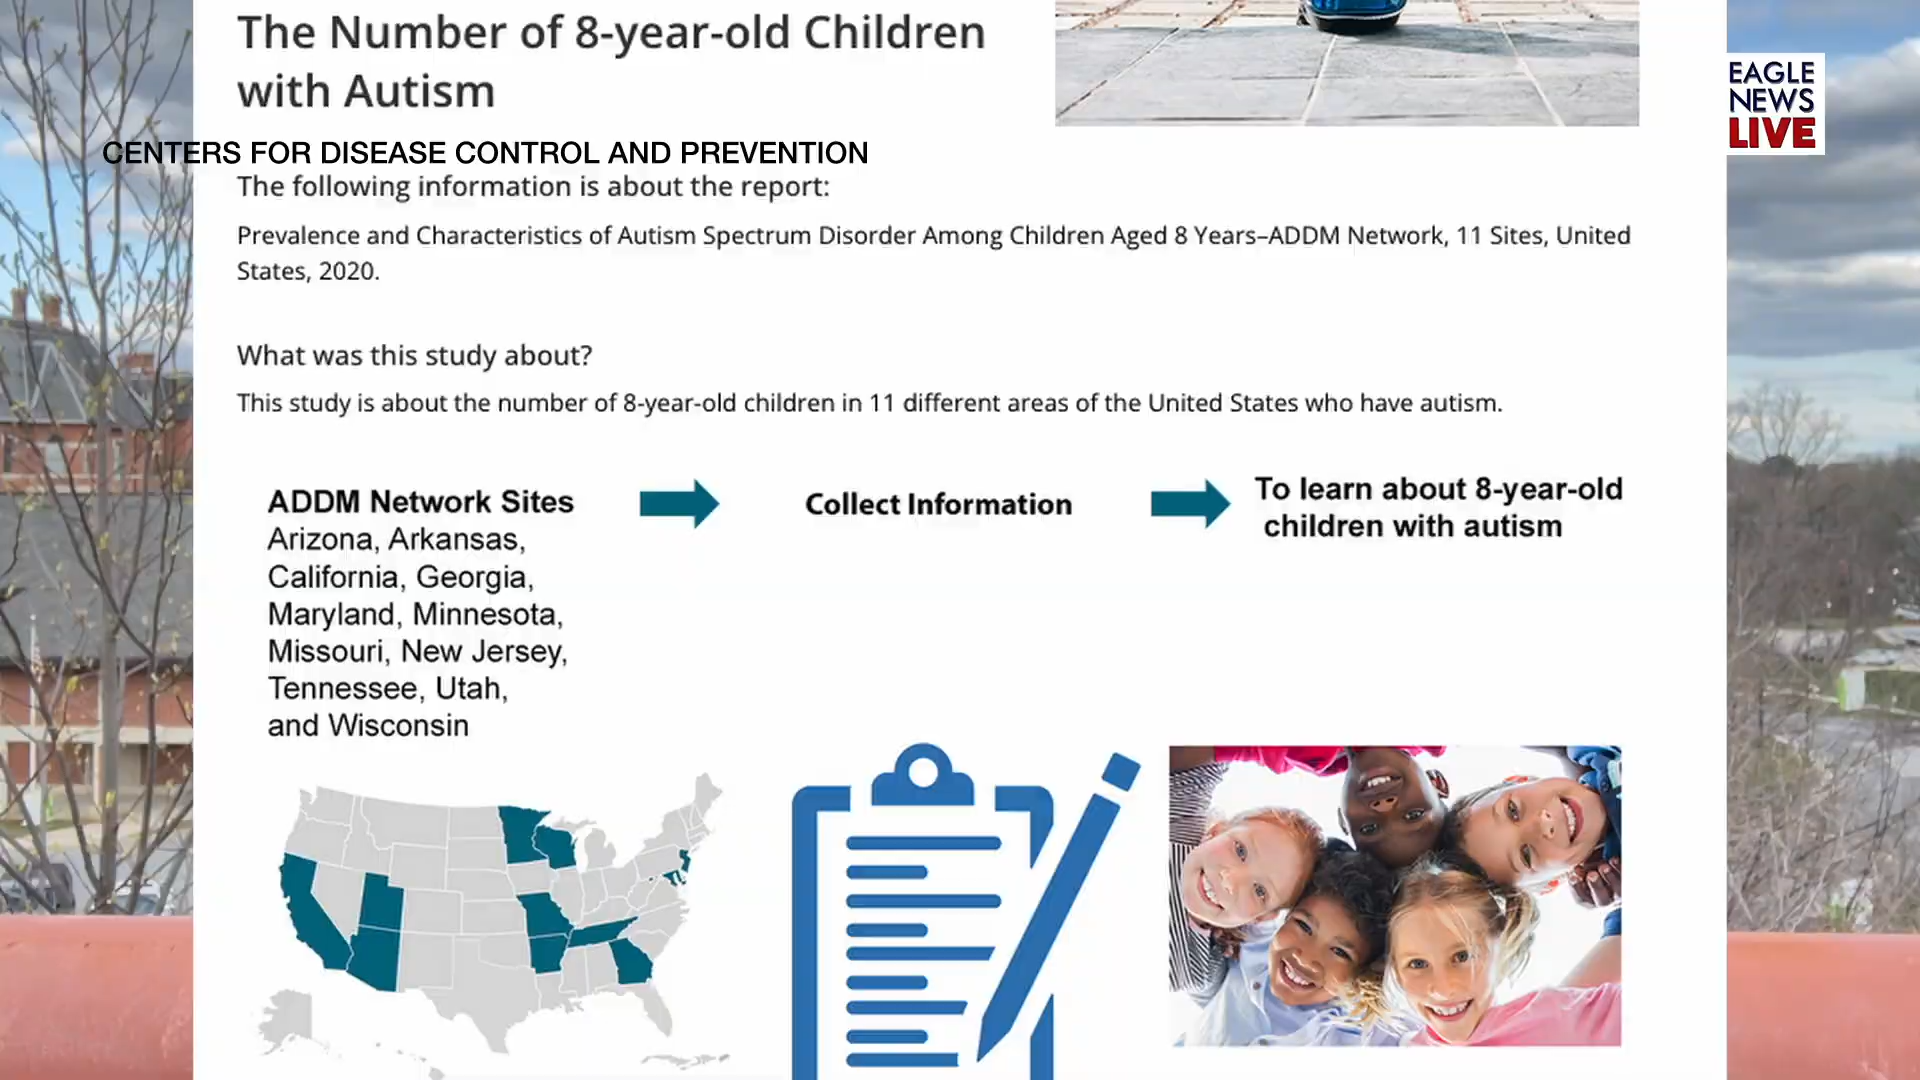 The Number of 8-year-old Children
with Autism
EAGLE
NEWS
LIVE
CENTERS FOR DISEASE CONTROL AND PREVENTION
The following information is about the report:
Prevalence and Characteristics of Autism Spectrum Disorder Among Children Aged 8 Years–ADDM Network, 11 Sites, United
States, 2020.
What was this study about?
This study is about the number of 8-year-old children in 11 different areas of the United States who have autism.
ADDM Network Sites
Arizona, Arkansas,
California, Georgia,
Maryland, Minnesota,
Missouri, New Jersey,
Tennessee, Utah,
and Wisconsin
Collect Information
To learn about 8-year-old
children with autism